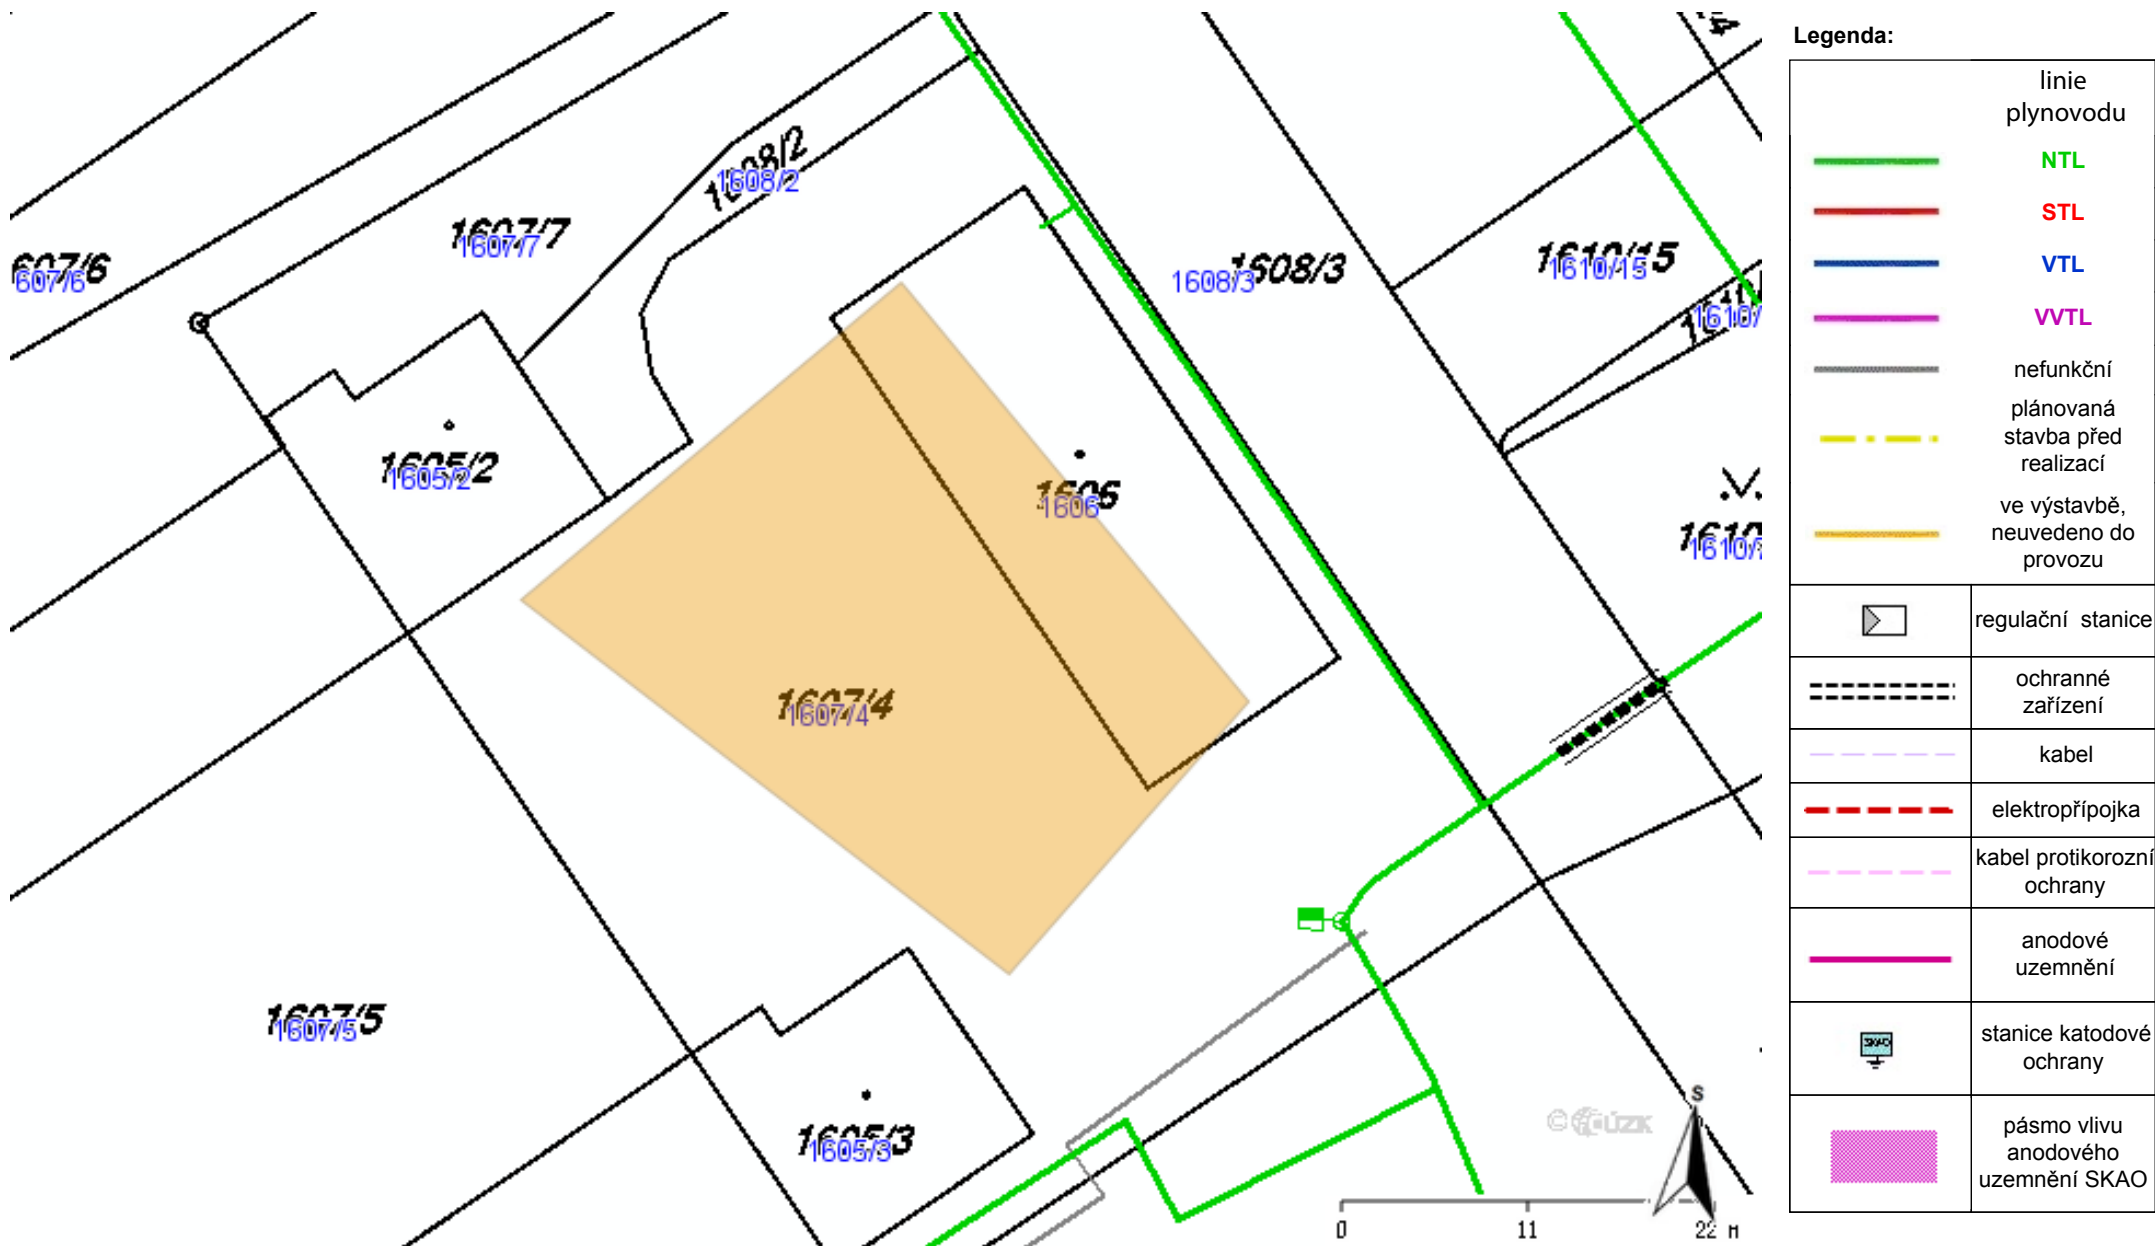 1608/2
1608/2
1607/7
1607/7
607/6
607/6
1608/3
1608/3
1610/15
1610/15
1610/
1605/2
1605/2
1606
1606
1610/
1607/4
1607/4
1607/5
1607/5
1605/3
1605/3
© ČÚZK
S
0 11 22 M
Legenda:
linie
plynovodu
NTL
STL
VTL
VVTL
nefunkční
plánovaná
stavba před
realizací
ve výstavbě,
neuvedeno do
provozu
regulační stanice
ochranné
zařízení
kabel
elektropřípojka
kabel protikorozní
ochrany
anodové
uzemnění
SKAO
stanice katodové
ochrany
pásmo vlivu
anodového
uzemnění SKAO